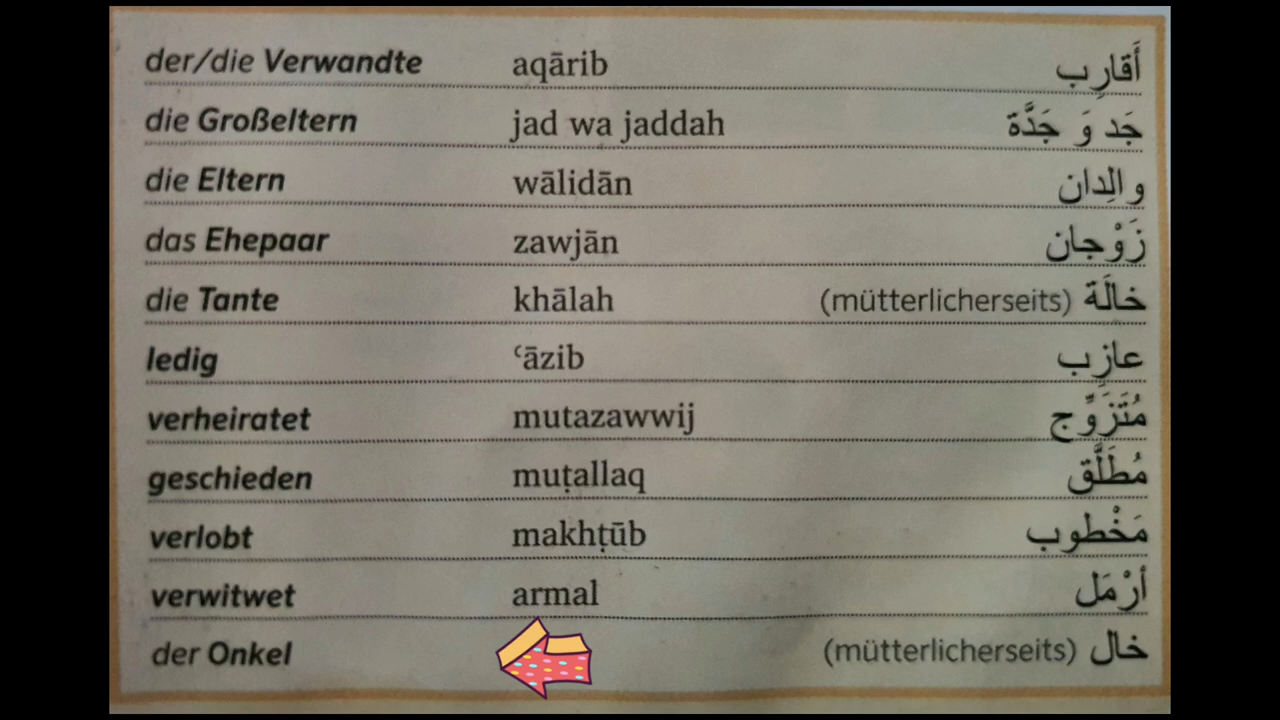 der/die Verwandte aqārib أَقارِب
die Großeltern jad wa jaddah جَد وَ جَدَّة
die Eltern wālidān والِدان
das Ehepaar zawjān زَوْجان
die Tante khālah (mütterlicherseits) خالَة
ledig ʿāzib عازِب
verheiratet mutazawwij مُتَزَوِّج
geschieden muṭallaq مُطَلَّق
verlobt makhṭūb مَخْطوب
verwitwet armal أرْمَل
der Onkel (mütterlicherseits) خال